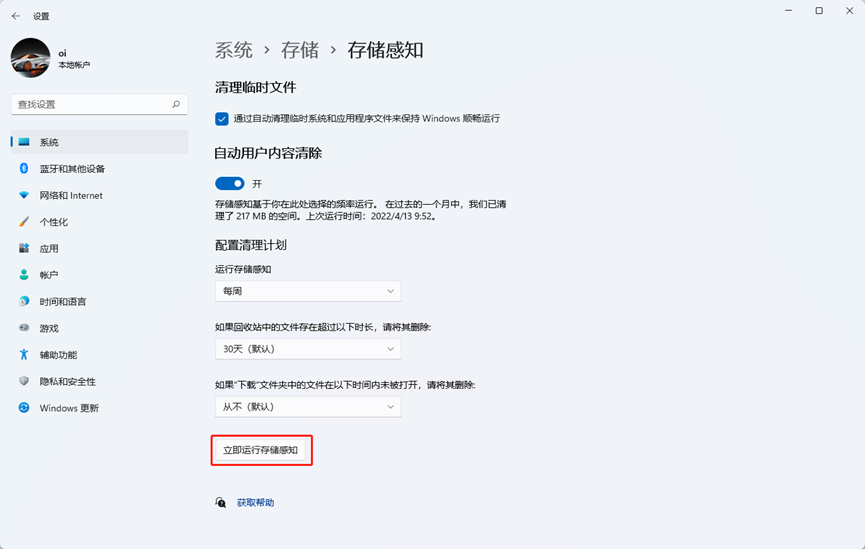 设置
oi
本地帐户
查找设置
系统
蓝牙和其他设备
网络和 Internet
个性化
应用
帐户
时间和语言
游戏
辅助功能
隐私和安全性
Windows 更新
系统 › 存储 › 存储感知
清理临时文件
通过自动清理临时系统和应用程序文件来保持 Windows 顺畅运行
自动用户内容清除
开
存储感知基于你在此处选择的频率运行。 在过去的一个月中，我们已清
理了 217 MB 的空间。上次运行时间：2022/4/13 9:52。
配置清理计划
运行存储感知
每周
如果回收站中的文件存在超过以下时长，请将其删除:
30天（默认）
如果“下载”文件夹中的文件在以下时间内未被打开，请将其删除:
从不（默认）
立即运行存储感知
获取帮助